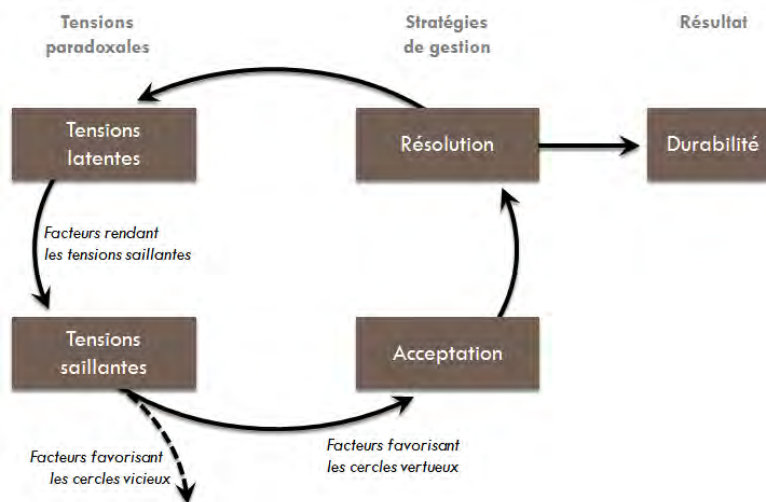 Tensions
paradoxales
Stratégies
de gestion
Résultat
Tensions
latentes
Résolution
Durabilité
Facteurs rendant
les tensions saillantes
Tensions
saillantes
Acceptation
Facteurs favorisant
les cercles vicieux
Facteurs favorisant
les cercles vertueux